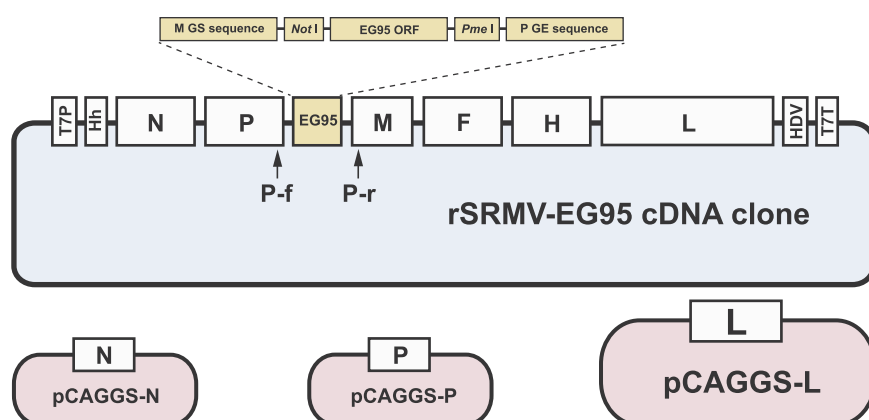 M GS sequence Not I EG95 ORF Pme I P GE sequence
T7P Hh N P EG95 M F H L HDV T7T
P-f P-r
rSRMV-EG95 cDNA clone
N P L
pCAGGS-N pCAGGS-P pCAGGS-L